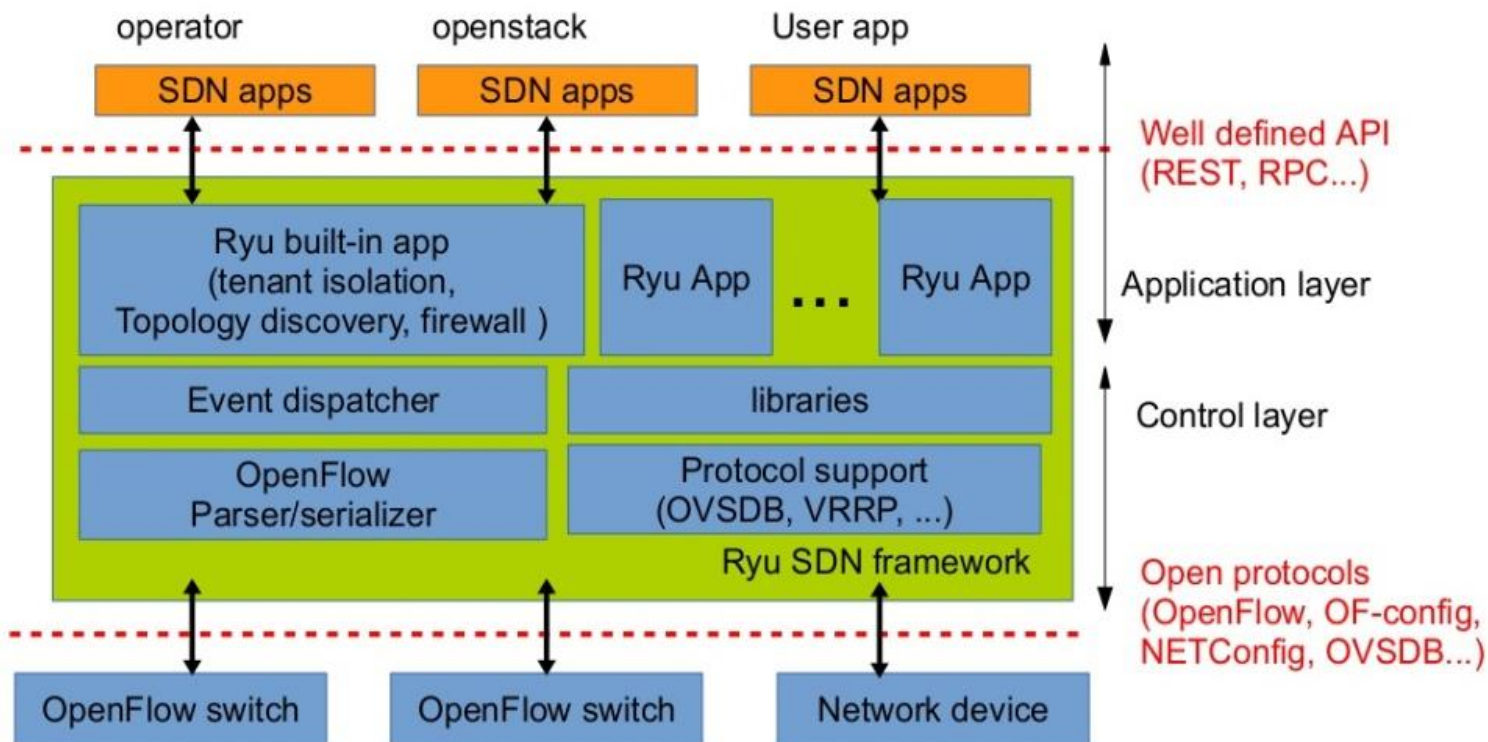 operator
openstack
User app
SDN apps
SDN apps
SDN apps
Well defined API
(REST, RPC...)
Ryu built-in app
(tenant isolation,
Topology discovery, firewall )
Ryu App
...
Ryu App
Application layer
Event dispatcher
libraries
Control layer
OpenFlow
Parser/serializer
Protocol support
(OVSDB, VRRP, ...)
Ryu SDN framework
Open protocols
(OpenFlow, OF-config,
NETConfig, OVSDB...)
OpenFlow switch
OpenFlow switch
Network device